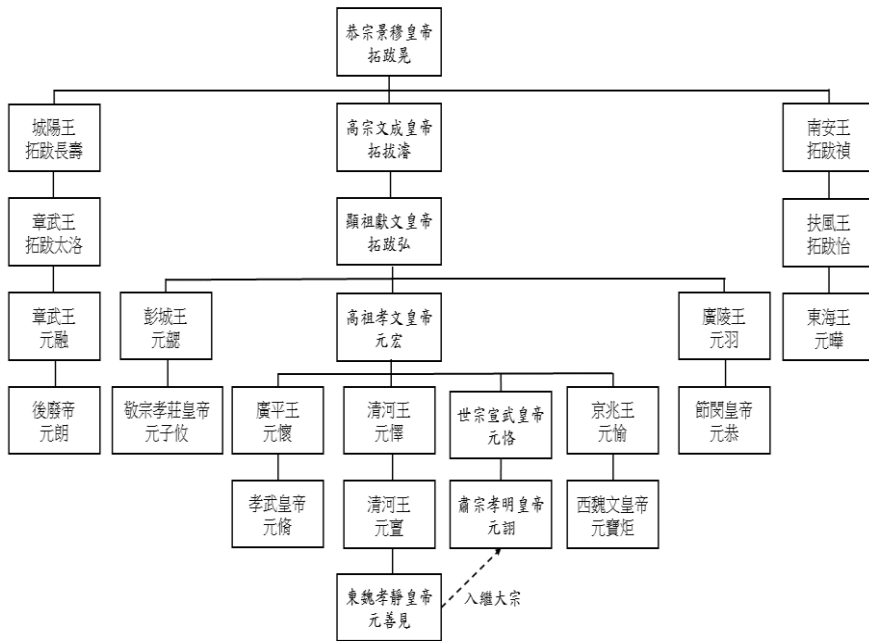 恭宗景穆皇帝
拓跋晃
城陽王
拓跋長壽
高宗文成皇帝
拓拔濬
南安王
拓跋禎
章武王
拓跋太洛
顯祖獻文皇帝
拓跋弘
扶風王
拓跋怡
章武王
元融
彭城王
元勰
高祖孝文皇帝
元宏
廣陵王
元羽
東海王
元曄
後廢帝
元朗
敬宗孝莊皇帝
元子攸
廣平王
元懷
清河王
元懌
世宗宣武皇帝
元恪
京兆王
元愉
節閔皇帝
元恭
孝武皇帝
元脩
清河王
元亶
肅宗孝明皇帝
元詡
西魏文皇帝
元寶炬
東魏孝靜皇帝
元善見
入繼大宗